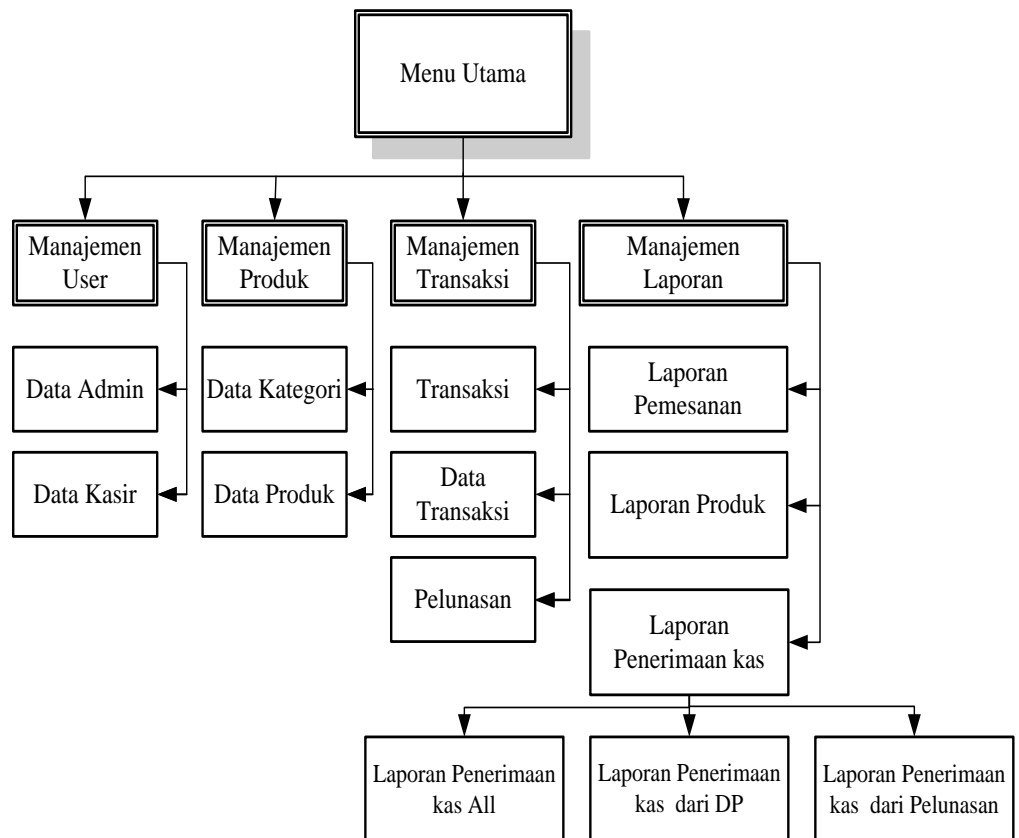 Menu Utama
Manajemen
User
Manajemen
Produk
Manajemen
Transaksi
Manajemen
Laporan
Data Admin
Data Kategori
Transaksi
Laporan
Pemesanan
Data Kasir
Data Produk
Data
Transaksi
Laporan Produk
Pelunasan
Laporan
Penerimaan kas
Laporan Penerimaan
kas All
Laporan Penerimaan
kas dari DP
Laporan Penerimaan
kas dari Pelunasan